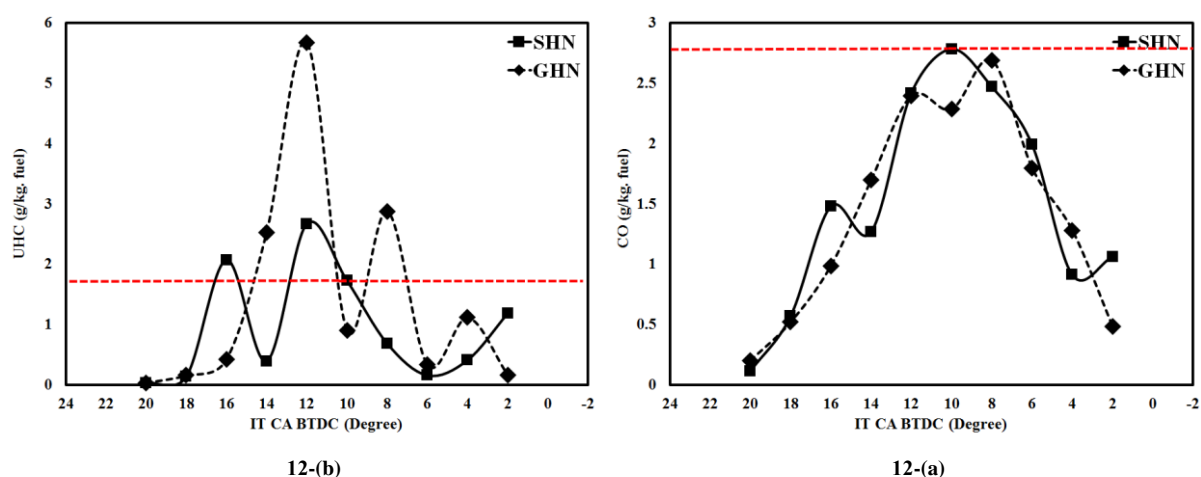 6
5
4
3
2
1
0
UHC (g/kg. fuel)
SHN
GHN
24 22 20 18 16 14 12 10 8 6 4 2 0 -2
IT CA BTDC (Degree)
12-(b)
3
2.5
2
1.5
1
0.5
0
CO (g/kg. fuel)
SHN
GHN
24 22 20 18 16 14 12 10 8 6 4 2 0 -2
IT CA BTDC (Degree)
12-(a)